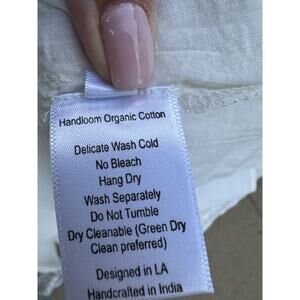 Handloom Organic Cotton
Delicate Wash Cold
No Bleach
Hang Dry
Wash Separately
Do Not Tumble
Dry Cleanable (Green Dry
Clean preferred)
Designed in LA
Handcrafted in India